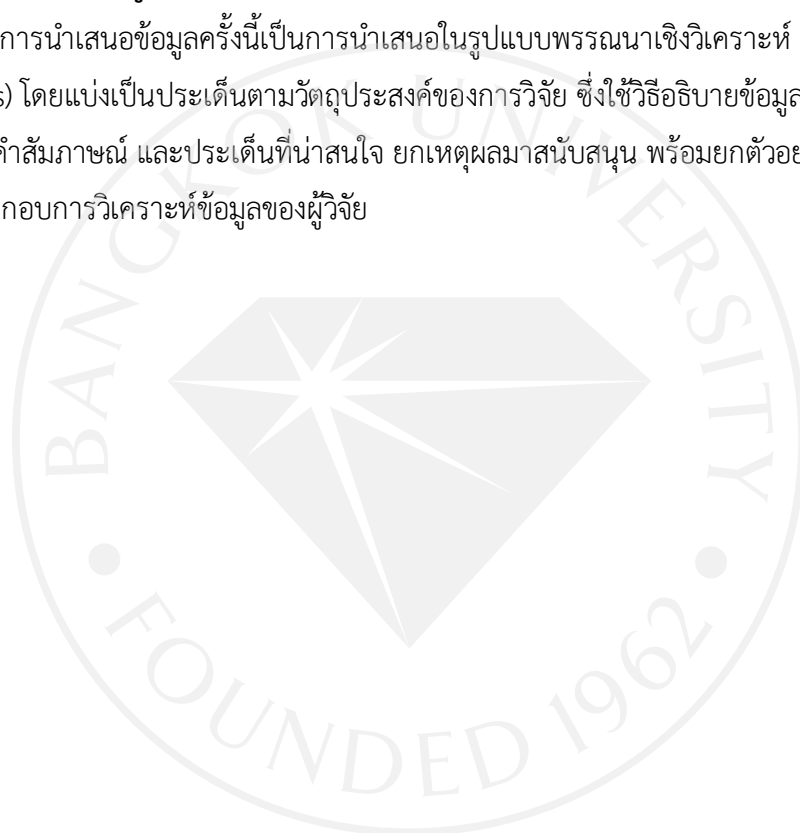 การนำเสนอข้อมูลครั้งนี้เป็นการนำเสนอในรูปแบบพรรณนาเชิงวิเคราะห์
s) โดยแบ่งเป็นประเด็นตามวัตถุประสงค์ของการวิจัย ซึ่งใช้วิธีอธิบายข้อมูล
คำสัมภาษณ์ และประเด็นที่น่าสนใจ ยกเหตุผลมาสนับสนุน พร้อมยกตัวอย
กอบการวิเคราะห์ข้อมูลของผู้วิจัย
BANGKOK UNIVERSITY
FOUNDED 1962